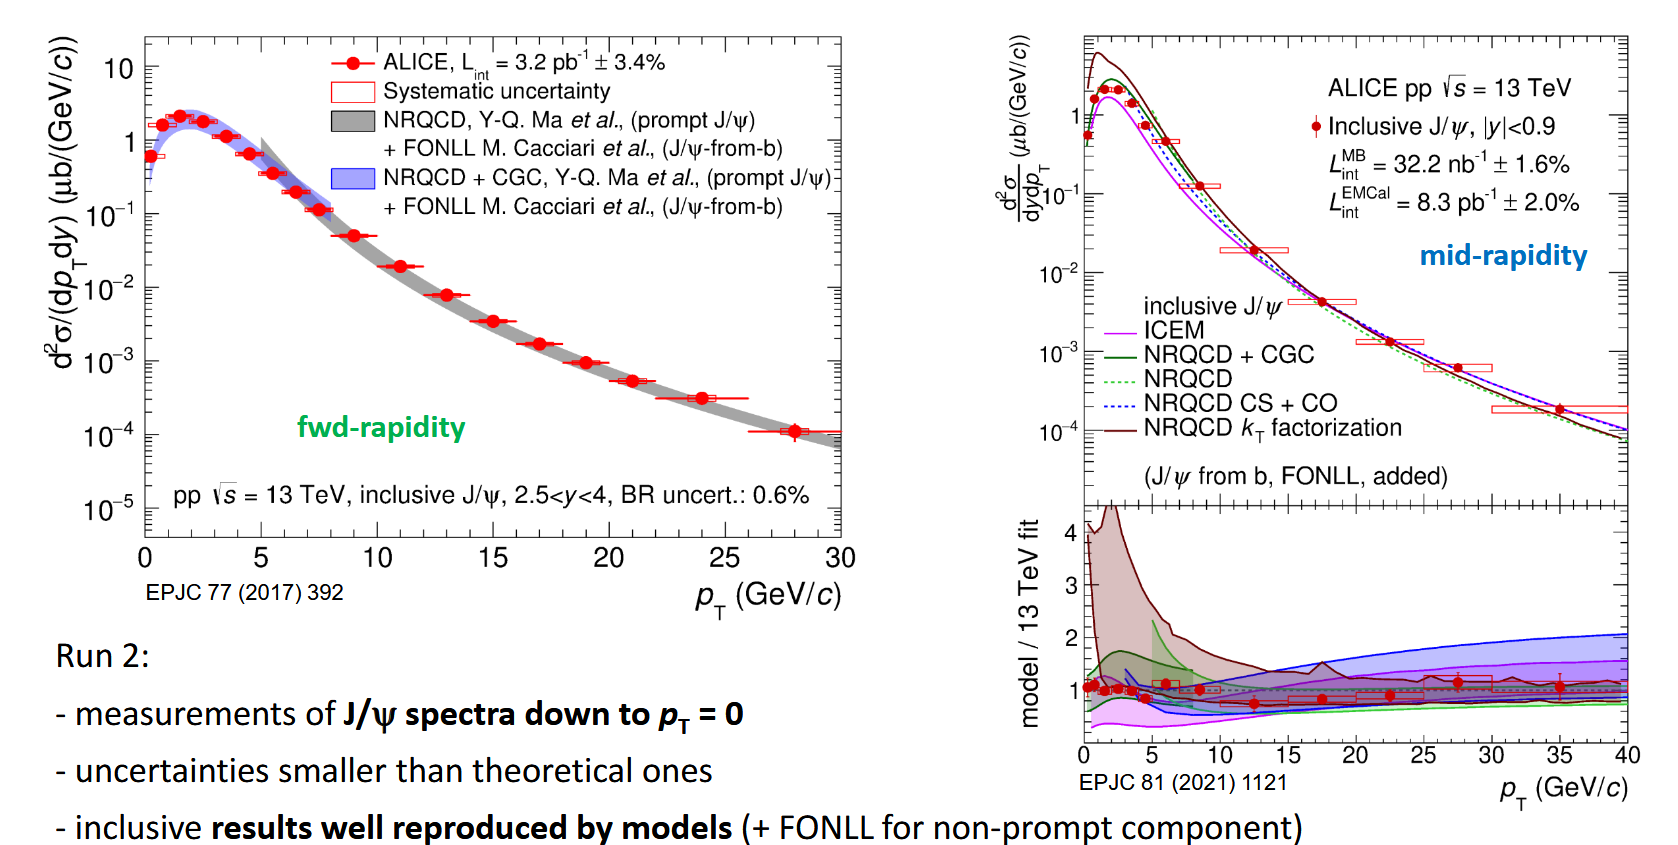 d²σ/(dp_T dy) (μb/(GeV/c))
10
1
10⁻¹
10⁻²
10⁻³
10⁻⁴
10⁻⁵
ALICE, L_int = 3.2 pb⁻¹ ± 3.4%
Systematic uncertainty
NRQCD, Y-Q. Ma et al., (prompt J/ψ)
+ FONLL M. Cacciari et al., (J/ψ-from-b)
NRQCD + CGC, Y-Q. Ma et al., (prompt J/ψ)
+ FONLL M. Cacciari et al., (J/ψ-from-b)
fwd-rapidity
pp √s = 13 TeV, inclusive J/ψ, 2.5<y<4, BR uncert.: 0.6%
0 5 10 15 20 25 30
EPJC 77 (2017) 392
p_T (GeV/c)
d²σ/dydp_T (μb/(GeV/c))
1
10⁻¹
10⁻²
10⁻³
10⁻⁴
ALICE pp √s = 13 TeV
Inclusive J/ψ, |y|<0.9
L_int^MB = 32.2 nb⁻¹ ± 1.6%
L_int^EMCal = 8.3 pb⁻¹ ± 2.0%
mid-rapidity
inclusive J/ψ
ICEM
NRQCD + CGC
NRQCD
NRQCD CS + CO
NRQCD k_T factorization
(J/ψ from b, FONLL, added)
model / 13 TeV fit
4
3
2
1
0 5 10 15 20 25 30 35 40
EPJC 81 (2021) 1121
p_T (GeV/c)
Run 2:
- measurements of J/ψ spectra down to p_T = 0
- uncertainties smaller than theoretical ones
- inclusive results well reproduced by models (+ FONLL for non-prompt component)